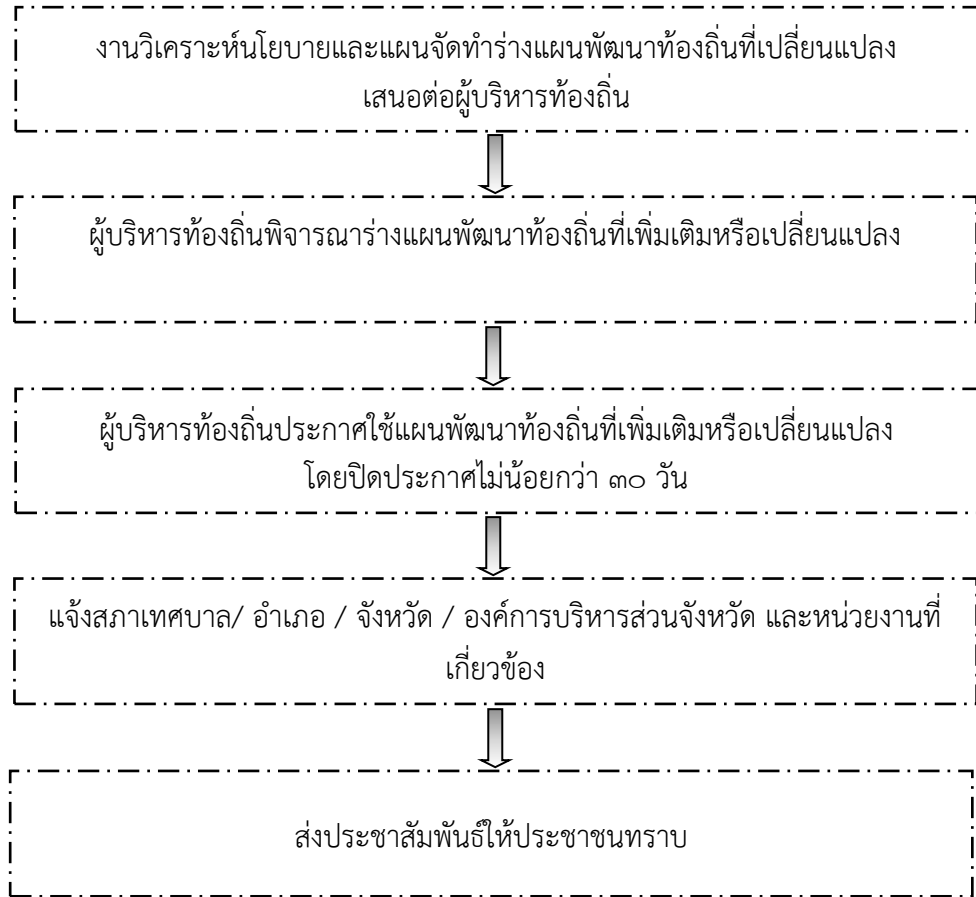 งานวิเคราะห์นโยบายและแผนจัดทำร่างแผนพัฒนาท้องถิ่นที่เปลี่ยนแปลง
เสนอต่อผู้บริหารท้องถิ่น
ผู้บริหารท้องถิ่นพิจารณาร่างแผนพัฒนาท้องถิ่นที่เพิ่มเติมหรือเปลี่ยนแปลง
ผู้บริหารท้องถิ่นประกาศใช้แผนพัฒนาท้องถิ่นที่เพิ่มเติมหรือเปลี่ยนแปลง
โดยปิดประกาศไม่น้อยกว่า ๓๐ วัน
แจ้งสภาเทศบาล/ อำเภอ / จังหวัด / องค์การบริหารส่วนจังหวัด และหน่วยงานที่
เกี่ยวข้อง
ส่งประชาสัมพันธ์ให้ประชาชนทราบ